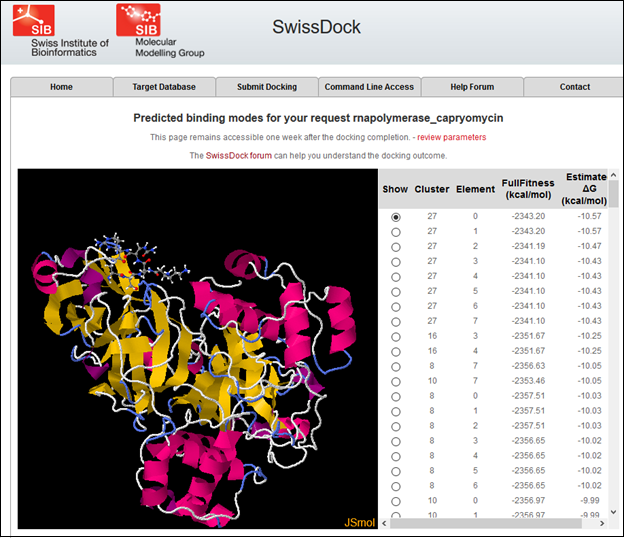 SIB
Swiss Institute of
Bioinformatics
SIB
Molecular
Modelling Group
SwissDock
Home Target Database Submit Docking Command Line Access Help Forum Contact
Predicted binding modes for your request rnapolymerase_capryomycin
This page remains accessible one week after the docking completion. - review parameters
The SwissDock forum can help you understand the docking outcome.
Show Cluster Element FullFitness (kcal/mol) Estimate ΔG (kcal/mol)
27 0 -2343.20 -10.57
27 1 -2343.20 -10.57
27 2 -2341.19 -10.47
27 3 -2341.10 -10.43
27 4 -2341.10 -10.43
27 5 -2341.10 -10.43
27 6 -2341.10 -10.43
27 7 -2341.10 -10.43
16 3 -2351.67 -10.25
16 4 -2351.67 -10.25
8 3 -2356.63 -10.05
10 2 -2353.46 -10.05
8 0 -2357.51 -10.03
8 1 -2357.51 -10.03
8 2 -2356.65 -10.02
8 4 -2356.65 -10.02
8 5 -2356.65 -10.02
8 6 -2356.65 -10.02
10 0 -2356.97 -9.99
10 1 -2356.97 -9.99
JSmol